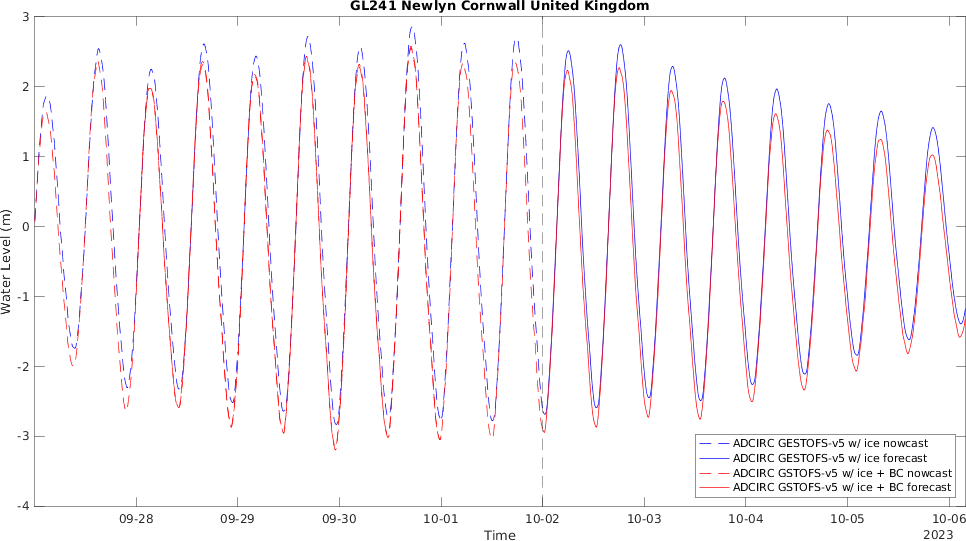 GL241 Newlyn Cornwall United Kingdom
3
2
1
0
-1
-2
-3
-4
Water Level (m)
ADCIRC GESTOFS-v5 w/ ice nowcast
ADCIRC GESTOFS-v5 w/ ice forecast
ADCIRC GSTOFS-v5 w/ ice + BC nowcast
ADCIRC GSTOFS-v5 w/ ice + BC forecast
09-28 09-29 09-30 10-01 10-02 10-03 10-04 10-05 10-06
Time
2023